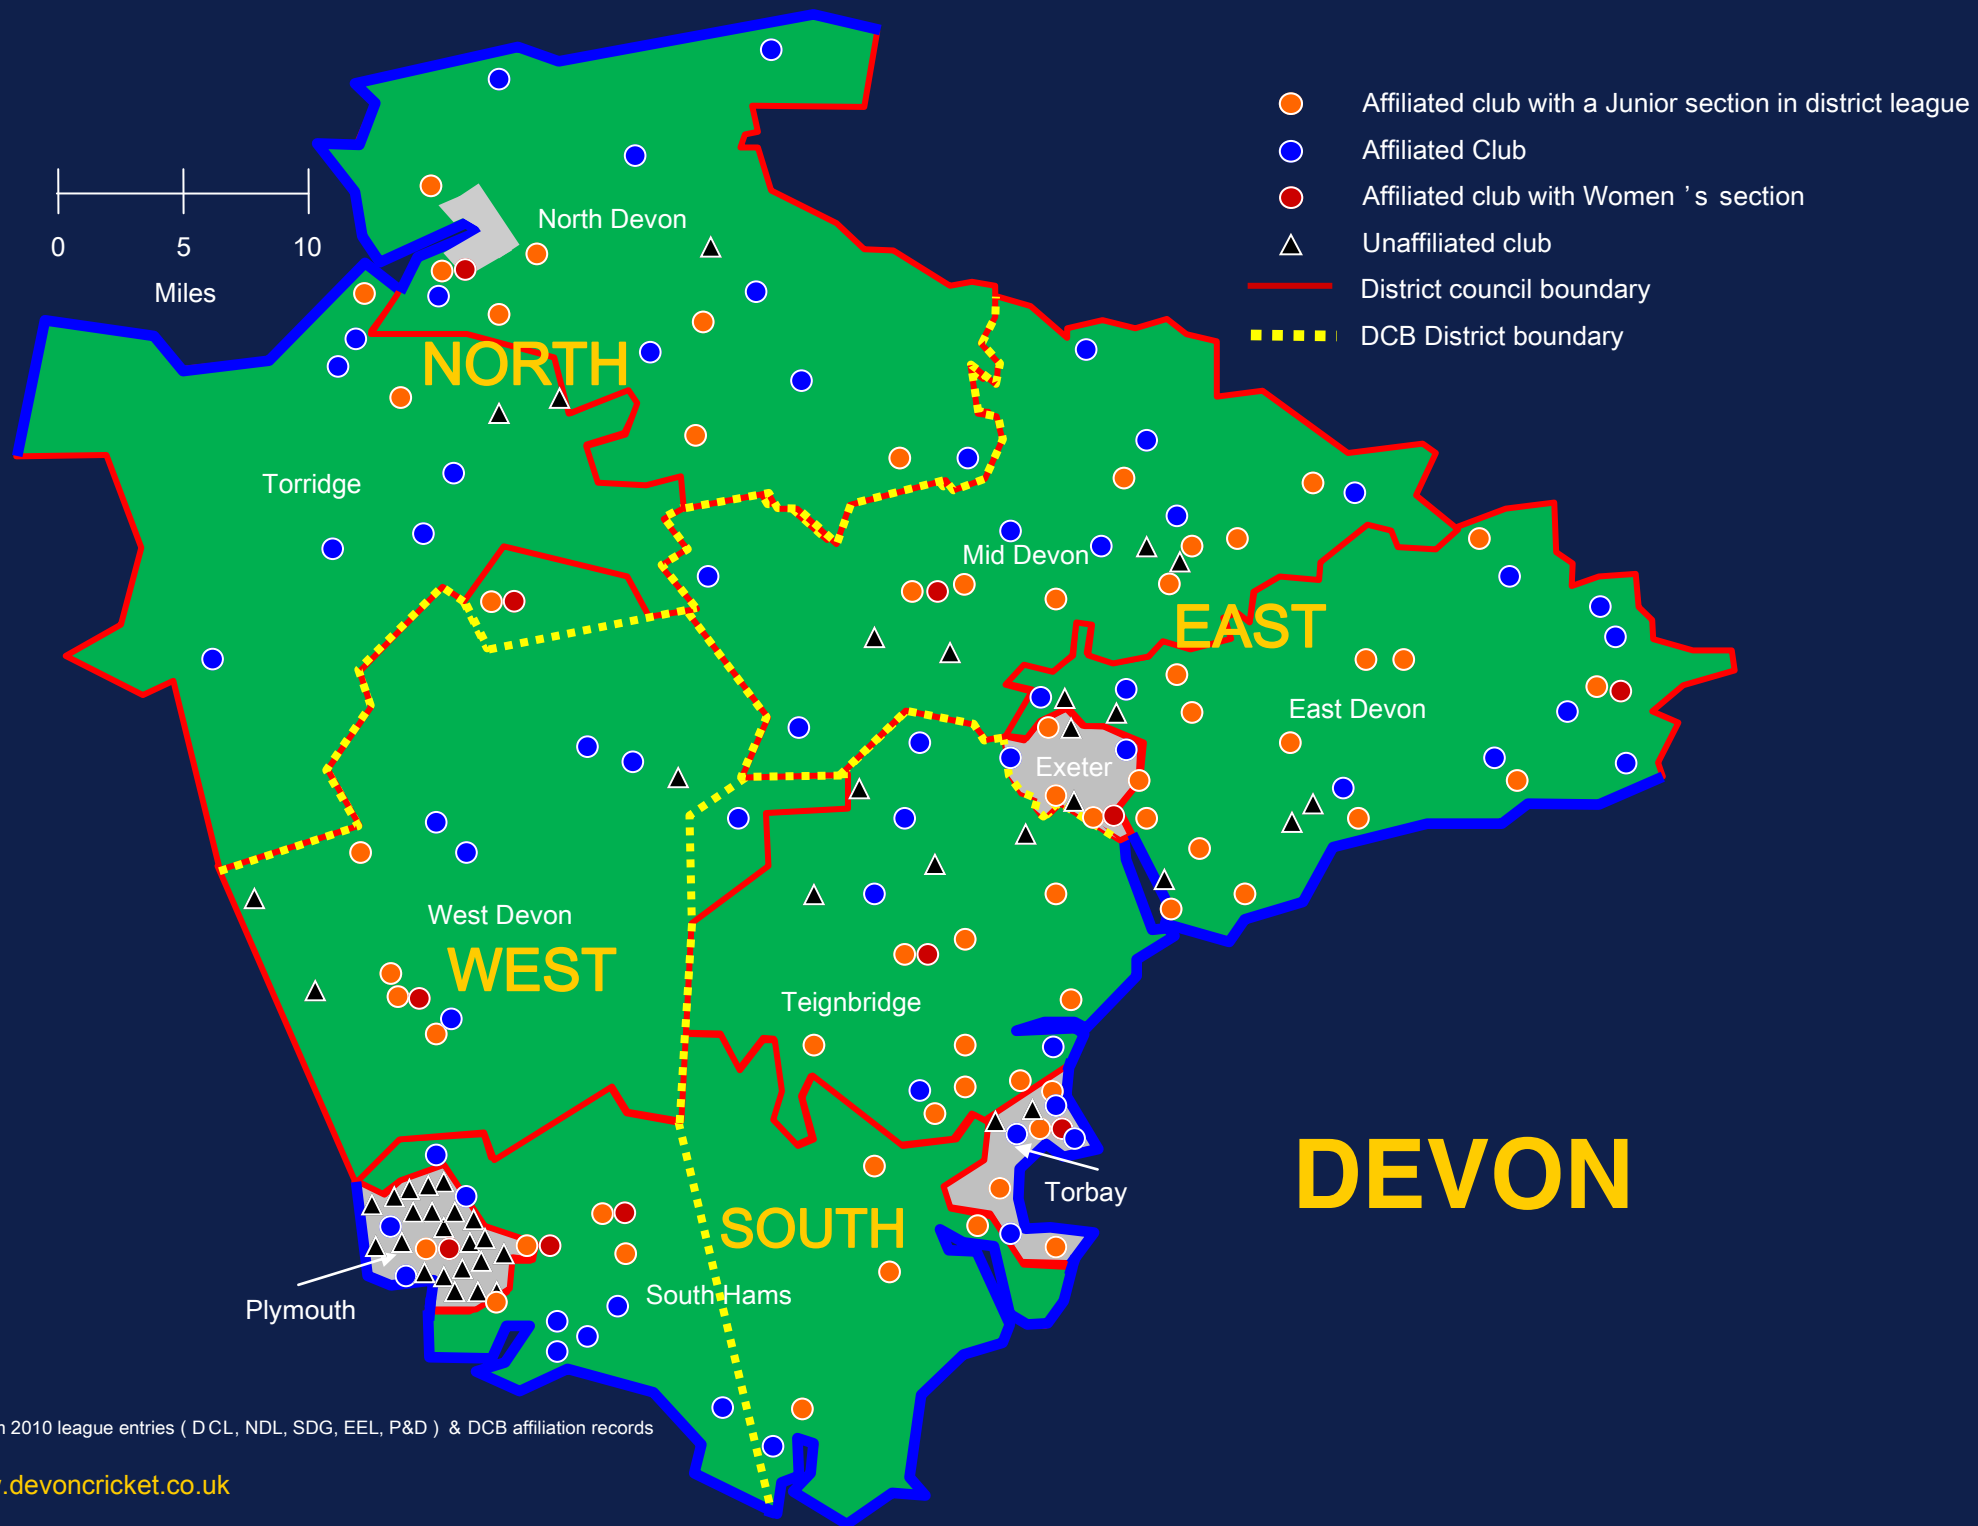 Affiliated club with a Junior section in district league
Affiliated Club
Affiliated club with Women ’ s section
Unaffiliated club
District council boundary
DCB District boundary
0 5 10
Miles
North Devon
NORTH
Torridge
Mid Devon
EAST
East Devon
Exeter
West Devon
WEST
Teignbridge
Torbay
DEVON
SOUTH
South Hams
Plymouth
2010 league entries ( DCL, NDL, SDG, EEL, P&D ) & DCB affiliation records
.devoncricket.co.uk